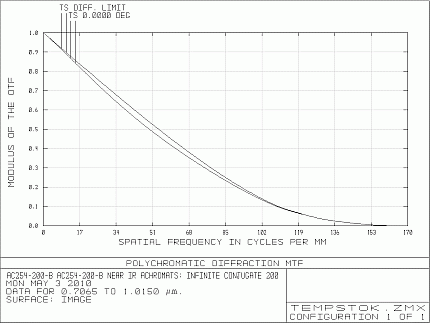 TS DIFF. LIMIT
TS 0.0000 DEG
1.0
0.9
0.8
0.7
0.6
0.5
0.4
0.3
0.2
0.1
0.0
MODULUS OF THE OTF
0 17 34 51 68 85 102 119 136 153 170
SPATIAL FREQUENCY IN CYCLES PER MM
POLYCHROMATIC DIFFRACTION MTF
AC254-200-B AC254-200-B NEAR IR ACHROMATS: INFINITE CONJUGATE 200
MON MAY 3 2010
DATA FOR 0.7065 TO 1.0150 µm.
SURFACE: IMAGE
TEMPSTOK.ZMX
CONFIGURATION 1 OF 1